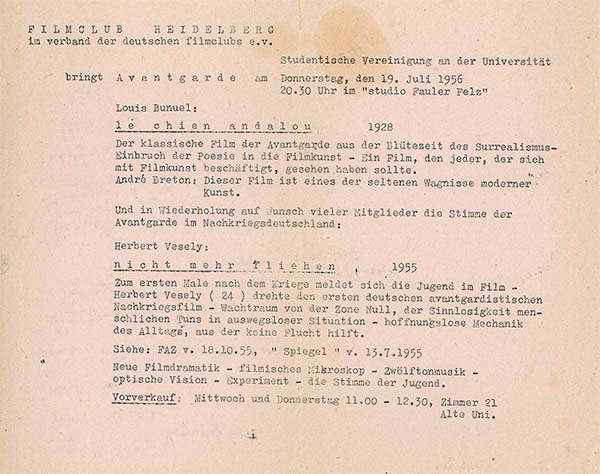 FILMCLUB HEIDELBERG
im verband der deutschen filmclubs e.v.
Studentische Vereinigung an der Universität
bringt Avantgarde am Donnerstag, den 19. Juli 1956
20.30 Uhr im "studio Fauler Pelz"
Louis Bunuel:
le chien andalou 1928
Der klassische Film der Avantgarde aus der Blütezeit des Surrealismus-
Einbruch der Poesie in die Filmkunst - Ein Film, den jeder, der sich
mit Filmkunst beschäftigt, gesehen haben sollte.
André Breton: Dieser Film ist eines der seltenen Wagnisse moderner
Kunst.
Und in Wiederholung auf Wunsch vieler Mitglieder die Stimme der
Avantgarde im Nachkriegsdeutschland:
Herbert Vesely:
nicht mehr fliehen , 1955
Zum ersten Male nach dem Kriege meldet sich die Jugend im Film -
Herbert Vesely ( 24 ) drehte den ersten deutschen avantgardistischen
Nachkriegsfilm - Wachtraum von der Zone Null, der Sinnlosigkeit men-
schlichen Tuns in auswegsloser Situation - hoffnungslose Mechanik
des Alltags, aus der keine Flucht hilft.
Siehe: FAZ v. 18.10.55, " Spiegel " v. 13.7.1955
Neue Filmdramatik - filmisches Mikroskop - Zwölftonmusik -
optische Vision - Experiment - die Stimme der Jugend.
Vorverkauf: Mittwoch und Donnerstag 11.00 - 12.30, Zimmer 21
Alte Uni.